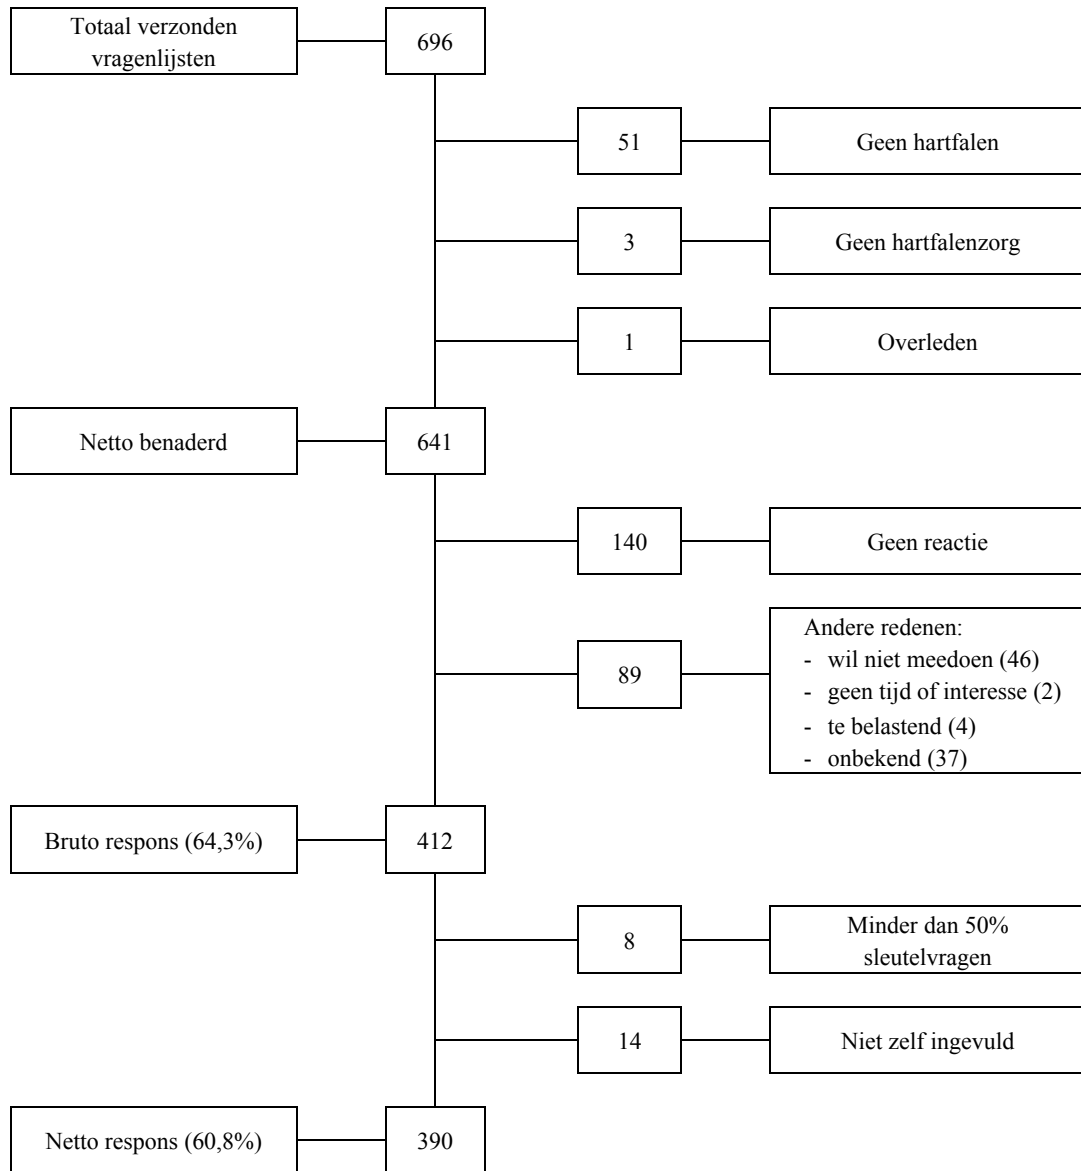 Totaal verzonden
vragenlijsten
696
51
Geen hartfalen
3
Geen hartfalenzorg
1
Overleden
Netto benaderd
641
140
Geen reactie
89
Andere redenen:
- wil niet meedoen (46)
- geen tijd of interesse (2)
- te belastend (4)
- onbekend (37)
Bruto respons (64,3%)
412
8
Minder dan 50%
sleutelvragen
14
Niet zelf ingevuld
Netto respons (60,8%)
390